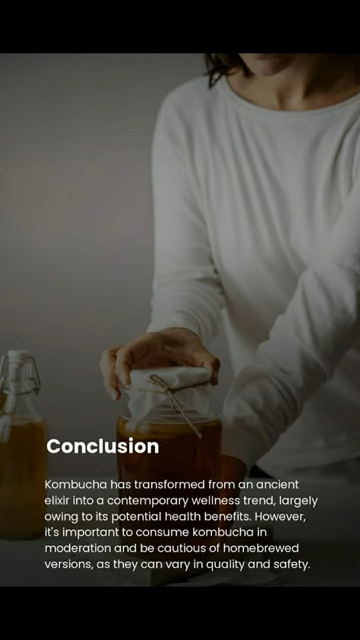 Conclusion
Kombucha has transformed from an ancient
elixir into a contemporary wellness trend, largely
owing to its potential health benefits. However,
it's important to consume kombucha in
moderation and be cautious of homebrewed
versions, as they can vary in quality and safety.